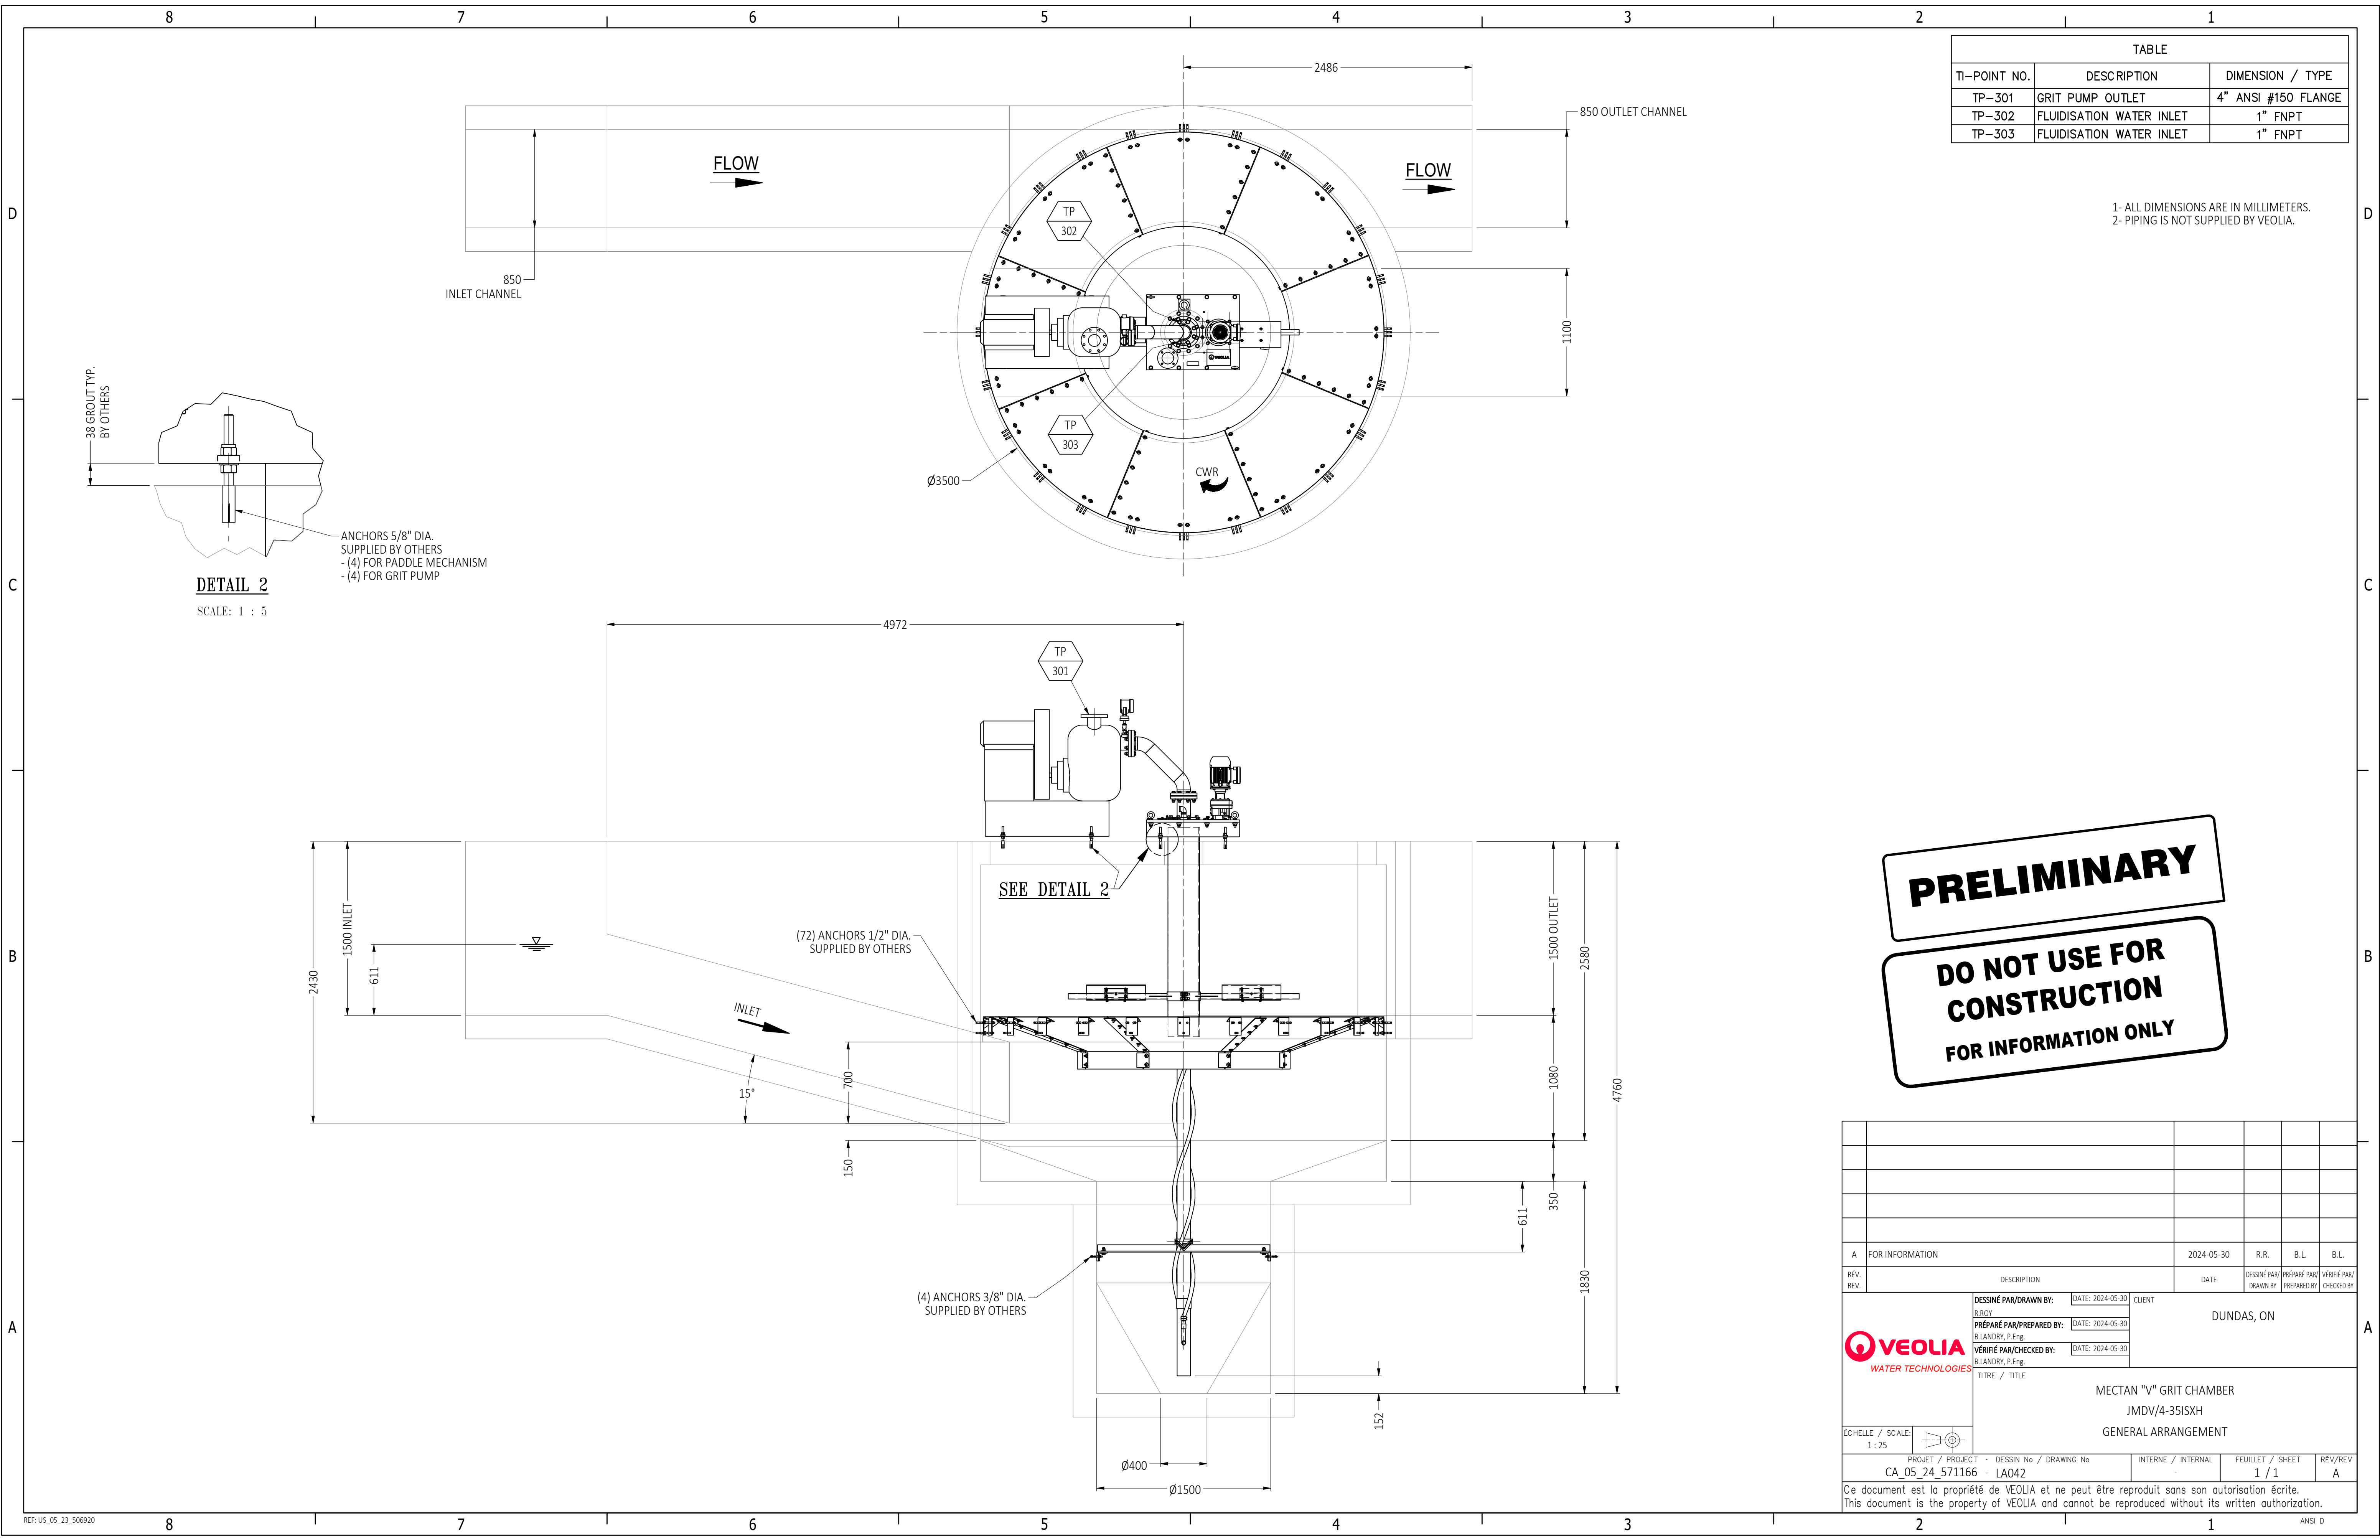 8 7 6 5 4 3 2 1
TABLE
TI-POINT NO. DESCRIPTION DIMENSION / TYPE
TP-301 GRIT PUMP OUTLET 4" ANSI #150 FLANGE
TP-302 FLUIDISATION WATER INLET 1" FNPT
TP-303 FLUIDISATION WATER INLET 1" FNPT
1- ALL DIMENSIONS ARE IN MILLIMETERS.
2- PIPING IS NOT SUPPLIED BY VEOLIA.
D
D
2486
850 OUTLET CHANNEL
FLOW
FLOW
TP
302
850
INLET CHANNEL
1100
VEOLIA
TP
303
CWR
Ø3500
38 GROUT TYP.
BY OTHERS
ANCHORS 5/8" DIA.
SUPPLIED BY OTHERS
- (4) FOR PADDLE MECHANISM
- (4) FOR GRIT PUMP
DETAIL 2
SCALE: 1 : 5
C
C
4972
TP
301
SEE DETAIL 2
(72) ANCHORS 1/2" DIA.
SUPPLIED BY OTHERS
2430
1500 INLET
611
INLET
15°
700
150
1500 OUTLET
2580
1080
4760
350
611
1830
152
(4) ANCHORS 3/8" DIA.
SUPPLIED BY OTHERS
Ø400
Ø1500
B
B
PRELIMINARY
DO NOT USE FOR
CONSTRUCTION
FOR INFORMATION ONLY
A
A
A FOR INFORMATION 2024-05-30 R.R. B.L. B.L.
RÉV.
REV.
DESCRIPTION
DATE
DESSINÉ PAR/
DRAWN BY
PRÉPARÉ PAR/
PREPARED BY
VÉRIFIÉ PAR/
CHECKED BY
VEOLIA
WATER TECHNOLOGIES
DESSINÉ PAR/DRAWN BY: DATE: 2024-05-30
R.ROY
PRÉPARÉ PAR/PREPARED BY: DATE: 2024-05-30
B.LANDRY, P.Eng.
VÉRIFIÉ PAR/CHECKED BY: DATE: 2024-05-30
B.LANDRY, P.Eng.
CLIENT
DUNDAS, ON
TITRE / TITLE
MECTAN "V" GRIT CHAMBER
JMDV/4-35ISXH
GENERAL ARRANGEMENT
ÉCHELLE / SCALE:
1 : 25
PROJET / PROJECT - DESSIN No / DRAWING No
CA_05_24_571166 - LA042
INTERNE / INTERNAL
-
FEUILLET / SHEET
1 / 1
RÉV/REV
A
Ce document est la propriété de VEOLIA et ne peut être reproduit sans son autorisation écrite.
This document is the property of VEOLIA and cannot be reproduced without its written authorization.
REF: US_05_23_506920
8 7 6 5 4 3 2 1
ANSI D